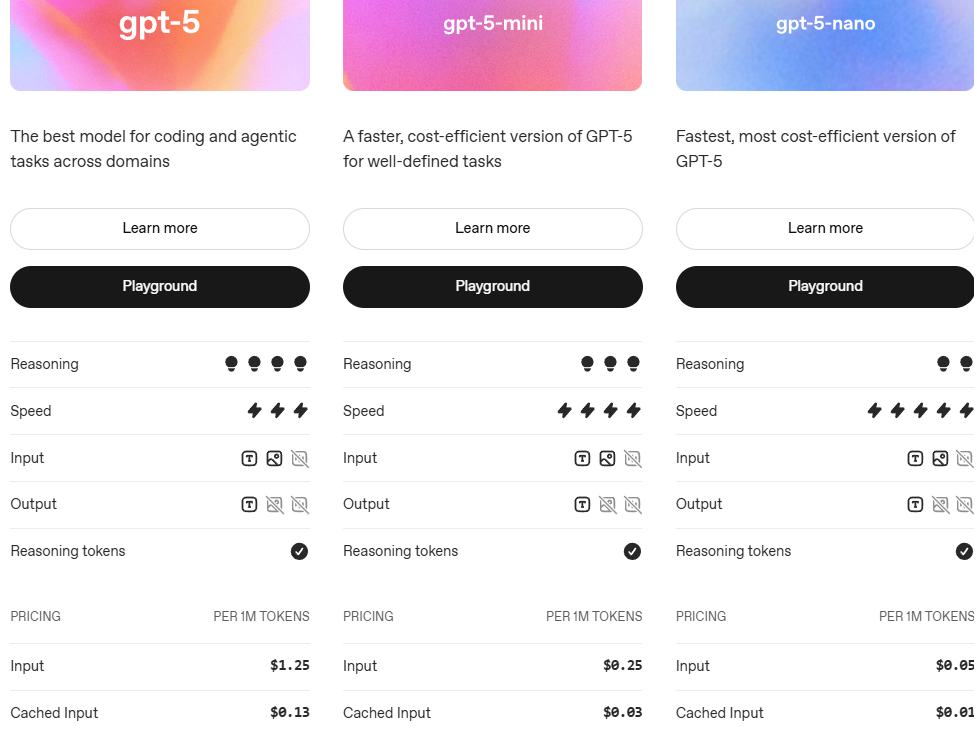 gpt-5
gpt-5-mini
gpt-5-nano
The best model for coding and agentic
tasks across domains
A faster, cost-efficient version of GPT-5
for well-defined tasks
Fastest, most cost-efficient version of
GPT-5
Learn more
Learn more
Learn more
Playground
Playground
Playground
Reasoning
Reasoning
Reasoning
Speed
Speed
Speed
Input
Input
Input
Output
Output
Output
Reasoning tokens
Reasoning tokens
Reasoning tokens
PRICING PER 1M TOKENS
PRICING PER 1M TOKENS
PRICING PER 1M TOKENS
Input $1.25
Input $0.25
Input $0.05
Cached Input $0.13
Cached Input $0.03
Cached Input $0.01